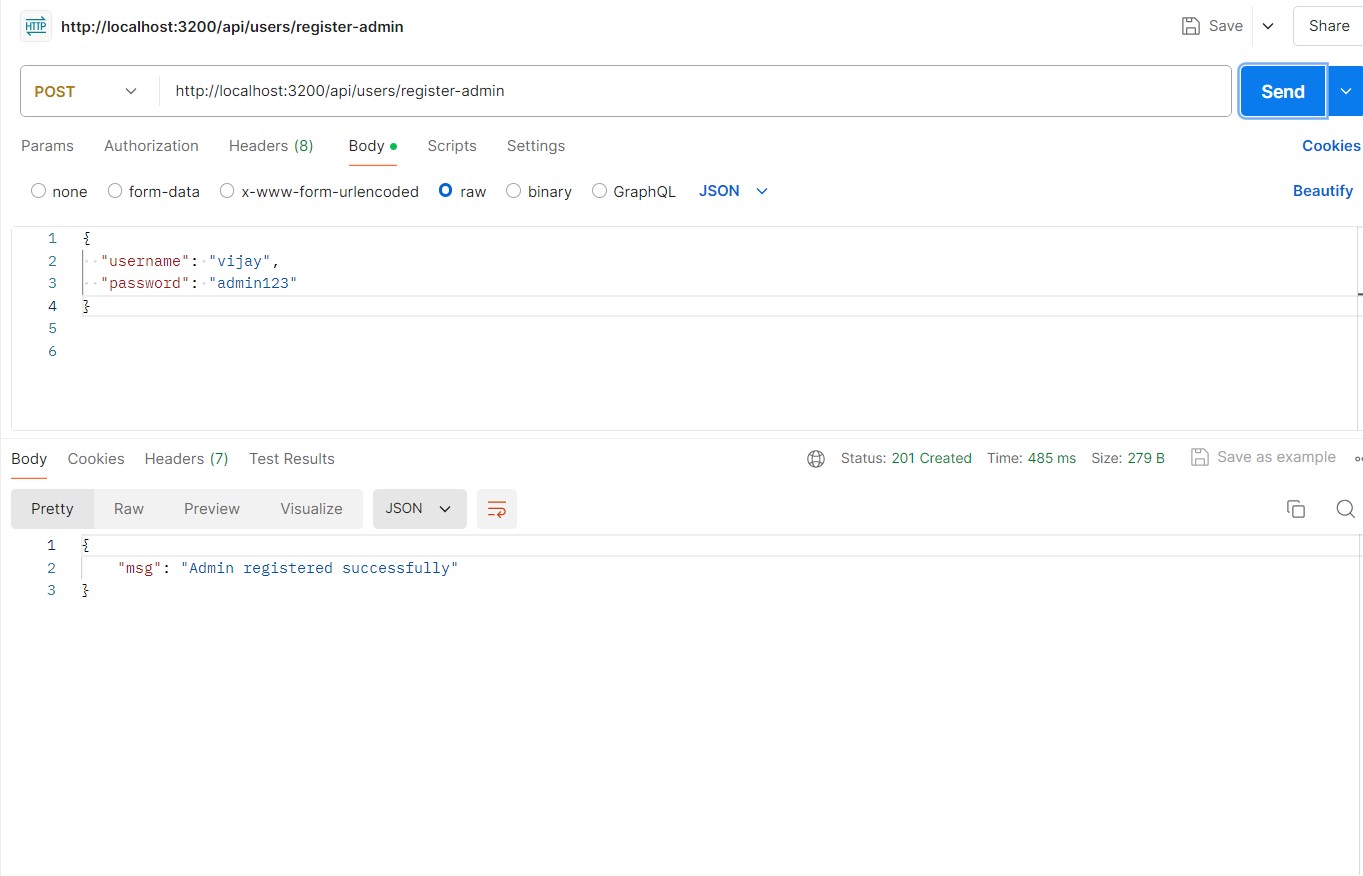 HTTP http://localhost:3200/api/users/register-admin Save Share
POST http://localhost:3200/api/users/register-admin Send
Params Authorization Headers (8) Body Scripts Settings Cookies
none form-data x-www-form-urlencoded raw binary GraphQL JSON Beautify
1 {
2 "username": "vijay",
3 "password": "admin123"
4 }
5
6
Body Cookies Headers (7) Test Results Status: 201 Created Time: 485 ms Size: 279 B Save as example
Pretty Raw Preview Visualize JSON
1 {
2 "msg": "Admin registered successfully"
3 }